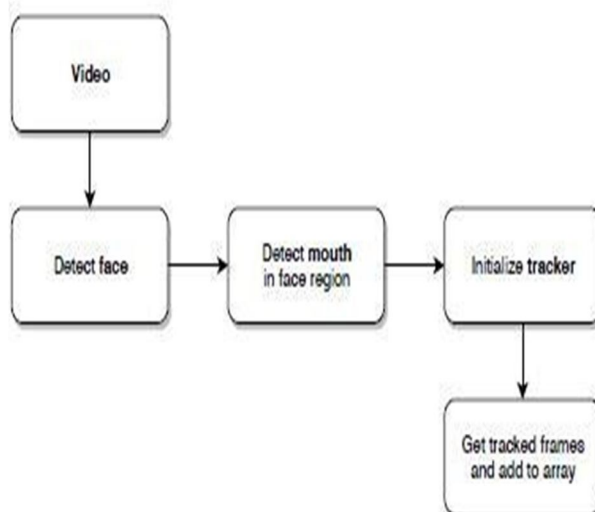 Video
Detect face
Detect mouth
in face region
Initialize tracker
Get tracked frames
and add to array